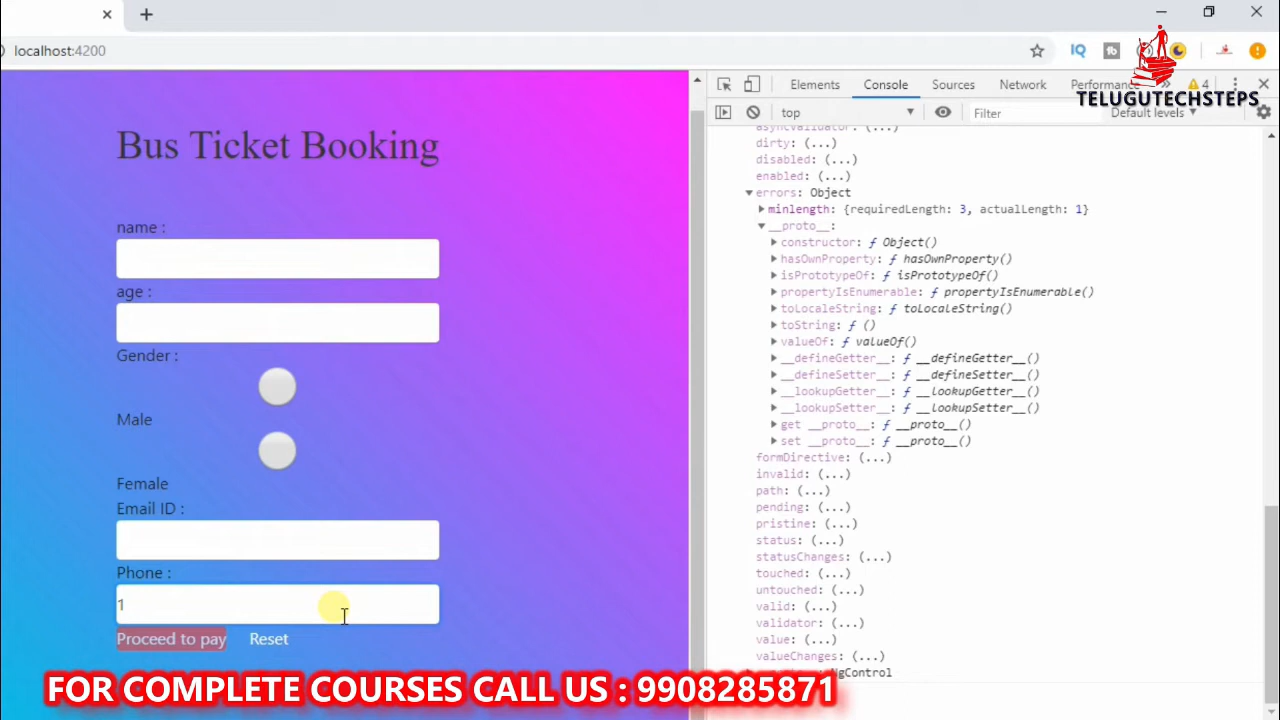 localhost:4200
IQ
TELUGUTECHSTEPS
Elements Console Sources Network Performance » 4
top Filter Default levels
Bus Ticket Booking
name :
age :
Gender :
Male
Female
Email ID :
Phone :
1
Proceed to pay Reset
asyncValidator: (...)
dirty: (...)
disabled: (...)
enabled: (...)
errors: Object
minlength: {requiredLength: 3, actualLength: 1}
__proto__:
constructor: ƒ Object()
hasOwnProperty: ƒ hasOwnProperty()
isPrototypeOf: ƒ isPrototypeOf()
propertyIsEnumerable: ƒ propertyIsEnumerable()
toLocaleString: ƒ toLocaleString()
toString: ƒ ()
valueOf: ƒ valueOf()
__defineGetter__: ƒ __defineGetter__()
__defineSetter__: ƒ __defineSetter__()
__lookupGetter__: ƒ __lookupGetter__()
__lookupSetter__: ƒ __lookupSetter__()
get __proto__: ƒ __proto__()
set __proto__: ƒ __proto__()
formDirective: (...)
invalid: (...)
path: (...)
pending: (...)
pristine: (...)
status: (...)
statusChanges: (...)
touched: (...)
untouched: (...)
valid: (...)
validator: (...)
value: (...)
valueChanges: (...)
NgControl
FOR COMPLETE COURSES CALL US : 9908285871